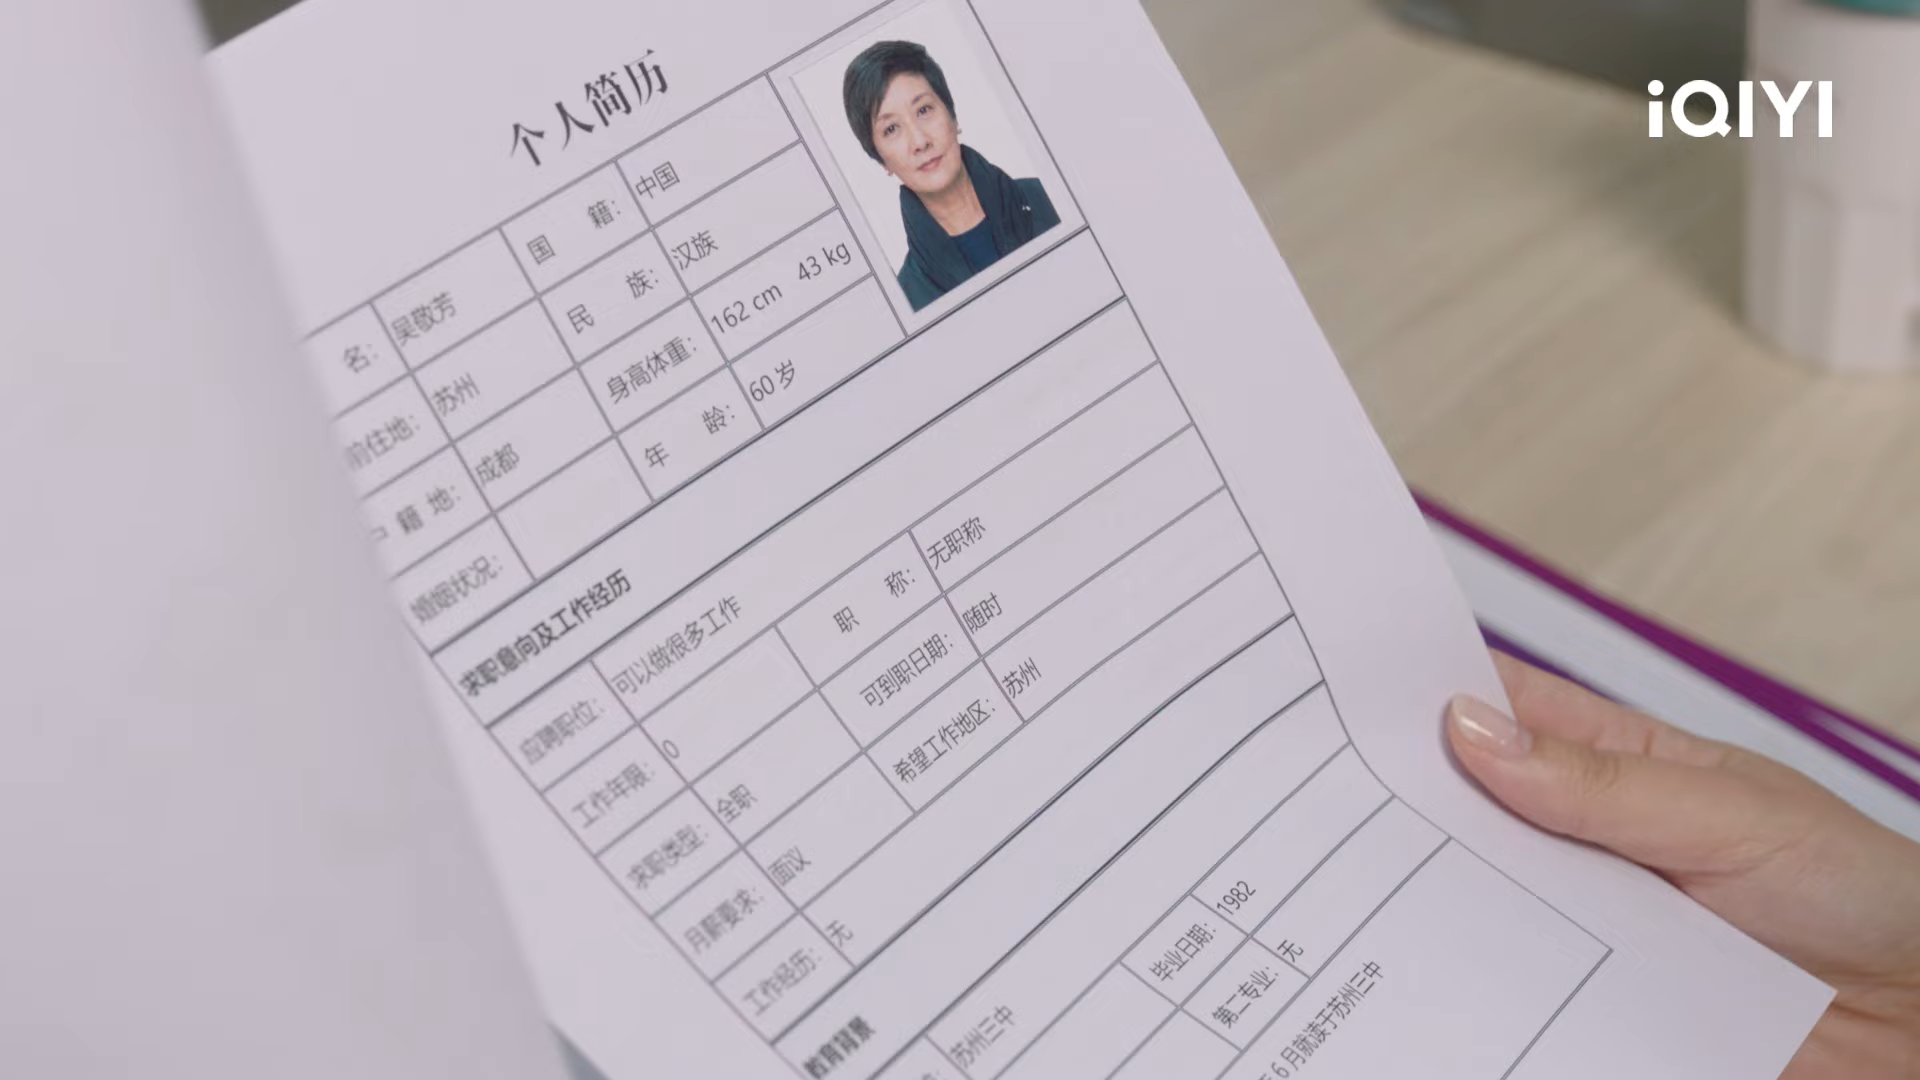 iQIYI
个人简历
名： 吴敬芳 国 籍： 中国
前住地： 苏州 民 族： 汉族
籍 地： 成都 身高体重： 162 cm 43 kg
婚姻状况： 年 龄： 60 岁
求职意向及工作经历
应聘职位： 可以做很多工作
工作年限： 0 职 称： 无职称
求职类型： 全职 可到职日期： 随时
月薪要求： 面议 希望工作地区： 苏州
工作经历： 无
教育背景
苏州三中 毕业日期： 1982
第二专业： 无
6 月就读于苏州三中